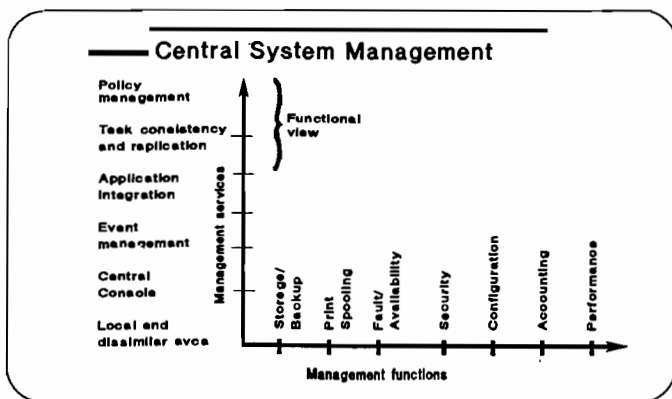 Central System Management
Policy
management
Task consistency
and replication
Application
Integration
Event
management
Central
Console
Local and
dissimilar svcs
Management services
Functional
view
Storage/
Backup
Print
Spooling
Fault/
Availability
Security
Configuration
Accounting
Performance
Management functions